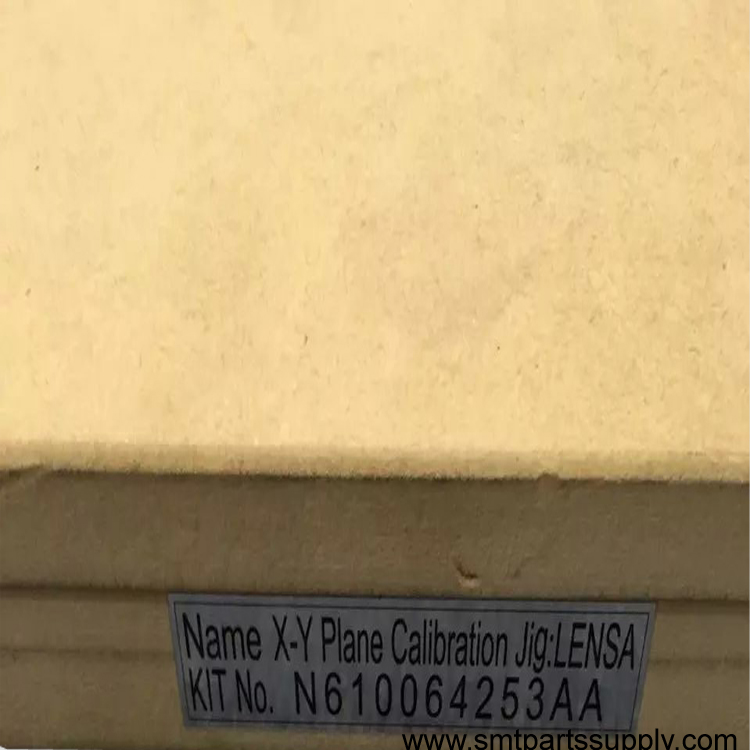 Name X-Y Plane Calibration Jig:LENSA
KIT No. N610064253AA
www.smtpartssupply.com